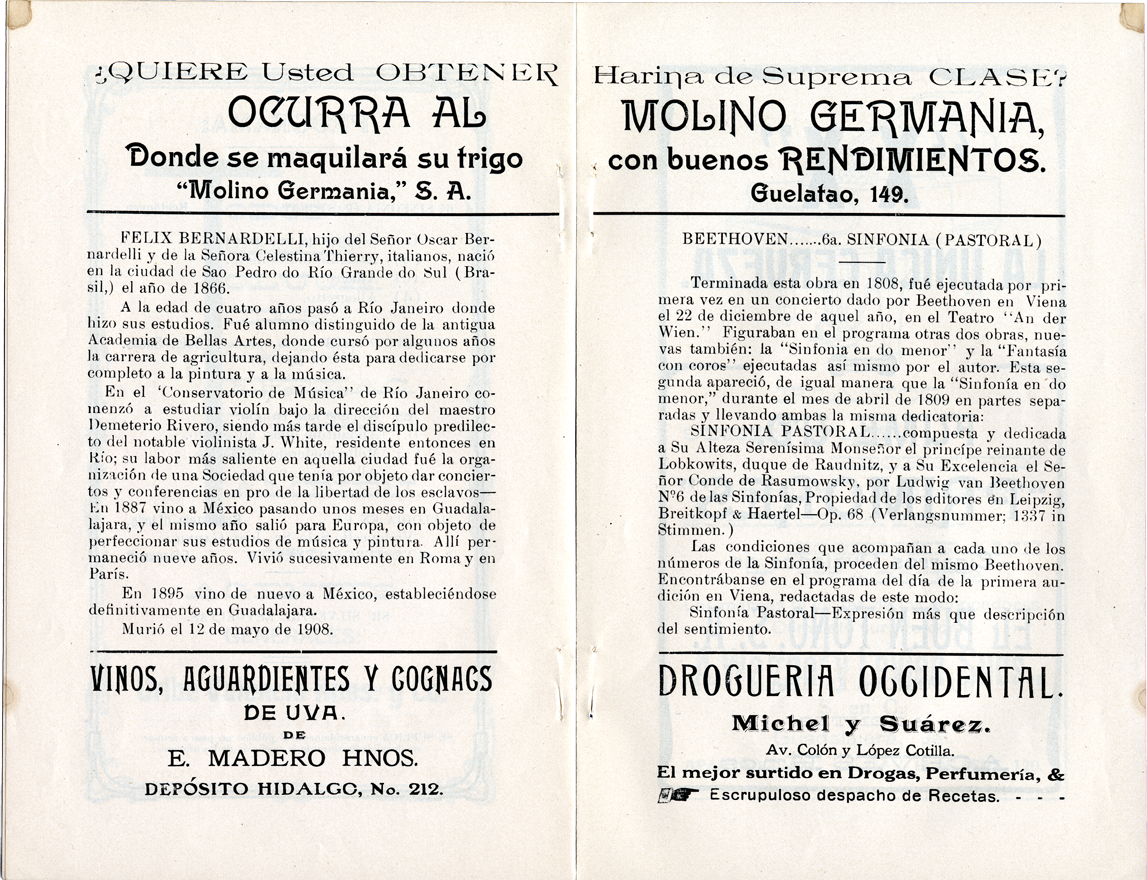 ¿QUIERE Usted OBTENER
OCURRA AL
Donde se maquilará su trigo
“Molino Germania,” S. A.
FELIX BERNARDELLI, hijo del Señor Oscar Ber-
nardelli y de la Señora Celestina Thierry, italianos, nació
en la ciudad de Sao Pedro do Río Grande do Sul (Bra-
sil,) el año de 1866.
A la edad de cuatro años pasó a Río Janeiro donde
hizo sus estudios. Fué alumno distinguido de la antigua
Academia de Bellas Artes, donde cursó por algunos años
la carrera de agricultura, dejando ésta para dedicarse por
completo a la pintura y a la música.
En el ‘Conservatorio de Música” de Río Janeiro co-
menzó a estudiar violín bajo la dirección del maestro
Demeterio Rivero, siendo más tarde el discípulo predilec-
to del notable violinista J. White, residente entonces en
Río; su labor más saliente en aquella ciudad fué la orga-
nización de una Sociedad que tenía por objeto dar concier-
tos y conferencias en pro de la libertad de los esclavos—
En 1887 vino a México pasando unos meses en Guadala-
lajara, y el mismo año salió para Europa, con objeto de
perfeccionar sus estudios de música y pintura. Allí per-
maneció nueve años. Vivió sucesivamente en Roma y en
París.
En 1895 vino de nuevo a México, estableciéndose
definitivamente en Guadalajara.
Murió el 12 de mayo de 1908.
VINOS, AGUARDIENTES Y COGNACS
DE UVA.
DE
E. MADERO HNOS.
DEPÓSITO HIDALGO, No. 212.
Harina de Suprema CLASE?
MOLINO GERMANIA,
con buenos RENDIMIENTOS.
Guelatao, 149.
BEETHOVEN.......6a. SINFONIA (PASTORAL)
Terminada esta obra en 1808, fué ejecutada por pri-
mera vez en un concierto dado por Beethoven en Viena
el 22 de diciembre de aquel año, en el Teatro “An der
Wien.” Figuraban en el programa otras dos obras, nue-
vas también: la “Sinfonia en do menor” y la “Fantasía
con coros” ejecutadas así mismo por el autor. Esta se-
gunda apareció, de igual manera que la “Sinfonía en do
menor,” durante el mes de abril de 1809 en partes sepa-
radas y llevando ambas la misma dedicatoria:
SINFONIA PASTORAL......compuesta y dedicada
a Su Alteza Serenísima Monseñor el principe reinante de
Lobkowits, duque de Raudnitz, y a Su Excelencia el Se-
ñor Conde de Rasumowsky, por Ludwig van Beethoven
Nº6 de las Sinfonías, Propiedad de los editores en Leipzig,
Breitkopf & Haertel—Op. 68 (Verlangsnummer; 1337 in
Stimmen.)
Las condiciones que acompañan a cada uno de los
números de la Sinfonía, proceden del mismo Beethoven.
Encontrábanse en el programa del día de la primera au-
dición en Viena, redactadas de este modo:
Sinfonía Pastoral—Expresión más que descripción
del sentimiento.
DROGUERIA OCCIDENTAL.
Michel y Suárez.
Av. Colón y López Cotilla.
El mejor surtido en Drogas, Perfumería, &
Escrupuloso despacho de Recetas. - - -